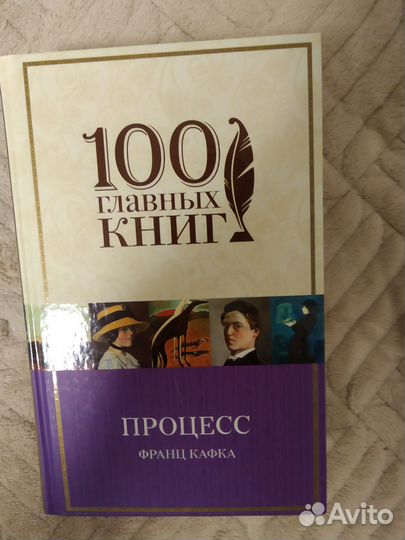 100
главных
книг
ПРОЦЕСС
ФРАНЦ КАФКА
Avito